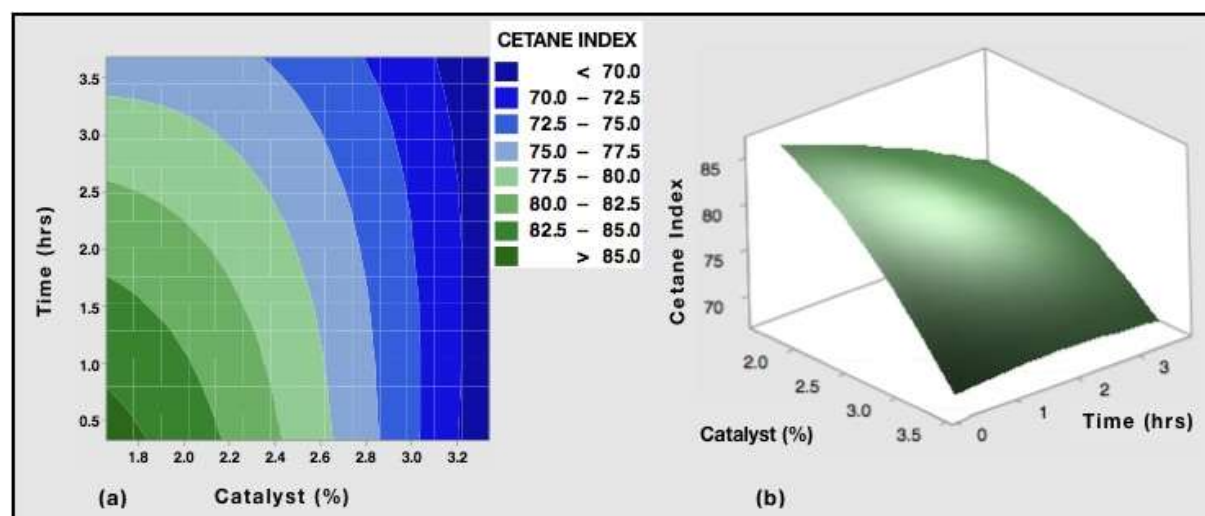 CETANE INDEX
< 70.0
70.0 – 72.5
72.5 – 75.0
75.0 – 77.5
77.5 – 80.0
80.0 – 82.5
82.5 – 85.0
> 85.0
Time (hrs)
3.5
3.0
2.5
2.0
1.5
1.0
0.5
1.8 2.0 2.2 2.4 2.6 2.8 3.0 3.2
(a) Catalyst (%)
Cetane Index
85
80
75
70
2.0
2.5
3.0
3.5
0
1
2
3
Catalyst (%)
Time (hrs)
(b)